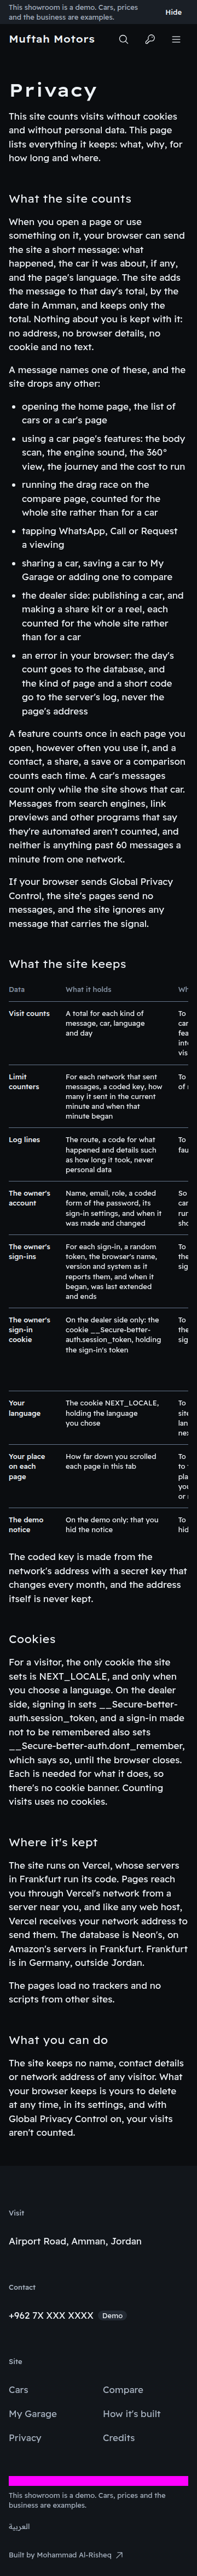 This showroom is a demo. Cars, prices
and the business are examples.
Hide
Muftah Motors
Privacy
This site counts visits without cookies
and without personal data. This page
lists everything it keeps: what, why, for
how long and where.
What the site counts
When you open a page or use
something on it, your browser can send
the site a short message: what
happened, the car it was about, if any,
and the page's language. The site adds
the message to that day's total, by the
date in Amman, and keeps only the
total. Nothing about you is kept with it:
no address, no browser details, no
cookie and no text.
A message names one of these, and the
site drops any other:
• opening the home page, the list of
cars or a car's page
• using a car page's features: the body
scan, the engine sound, the 360°
view, the journey and the cost to run
• running the drag race on the
compare page, counted for the
whole site rather than for a car
• tapping WhatsApp, Call or Request
a viewing
• sharing a car, saving a car to My
Garage or adding one to compare
• the dealer side: publishing a car, and
making a share kit or a reel, each
counted for the whole site rather
than for a car
• an error in your browser: the day's
count goes to the database, and
the kind of page and a short code
go to the server's log, never the
page's address
A feature counts once in each page you
open, however often you use it, and a
contact, a share, a save or a comparison
counts each time. A car's messages
count only while the site shows that car.
Messages from search engines, link
previews and other programs that say
they're automated aren't counted, and
neither is anything past 60 messages a
minute from one network.
If your browser sends Global Privacy
Control, the site's pages send no
messages, and the site ignores any
message that carries the signal.
What the site keeps
Data What it holds
Visit counts A total for each kind of
message, car, language
and day
Limit
counters
For each network that sent
messages, a coded key, how
many it sent in the current
minute and when that
minute began
Log lines The route, a code for what
happened and details such
as how long it took, never
personal data
The owner's
account
Name, email, role, a coded
form of the password, its
sign-in settings, and when it
was made and changed
The owner's
sign-ins
For each sign-in, a random
token, the browser's name,
version and system as it
reports them, and when it
began, was last extended
and ends
The owner's
sign-in
cookie
On the dealer side only: the
cookie __Secure-better-
auth.session_token, holding
the sign-in's token
Your
language
The cookie NEXT_LOCALE,
holding the language
you chose
Your place
on each
page
How far down you scrolled
each page in this tab
The demo
notice
On the demo only: that you
hid the notice
The coded key is made from the
network's address with a secret key that
changes every month, and the address
itself is never kept.
Cookies
For a visitor, the only cookie the site
sets is NEXT_LOCALE, and only when
you choose a language. On the dealer
side, signing in sets __Secure-better-
auth.session_token, and a sign-in made
not to be remembered also sets
__Secure-better-auth.dont_remember,
which says so, until the browser closes.
Each is needed for what it does, so
there's no cookie banner. Counting
visits uses no cookies.
Where it's kept
The site runs on Vercel, whose servers
in Frankfurt run its code. Pages reach
you through Vercel's network from a
server near you, and like any web host,
Vercel receives your network address to
send them. The database is Neon's, on
Amazon's servers in Frankfurt. Frankfurt
is in Germany, outside Jordan.
The pages load no trackers and no
scripts from other sites.
What you can do
The site keeps no name, contact details
or network address of any visitor. What
your browser keeps is yours to delete
at any time, in its settings, and with
Global Privacy Control on, your visits
aren't counted.
Visit
Airport Road, Amman, Jordan
Contact
+962 7X XXX XXXX Demo
Site
Cars Compare
My Garage How it's built
Privacy Credits
This showroom is a demo. Cars, prices and the
business are examples.
العربية
Built by Mohammad Al-Risheq